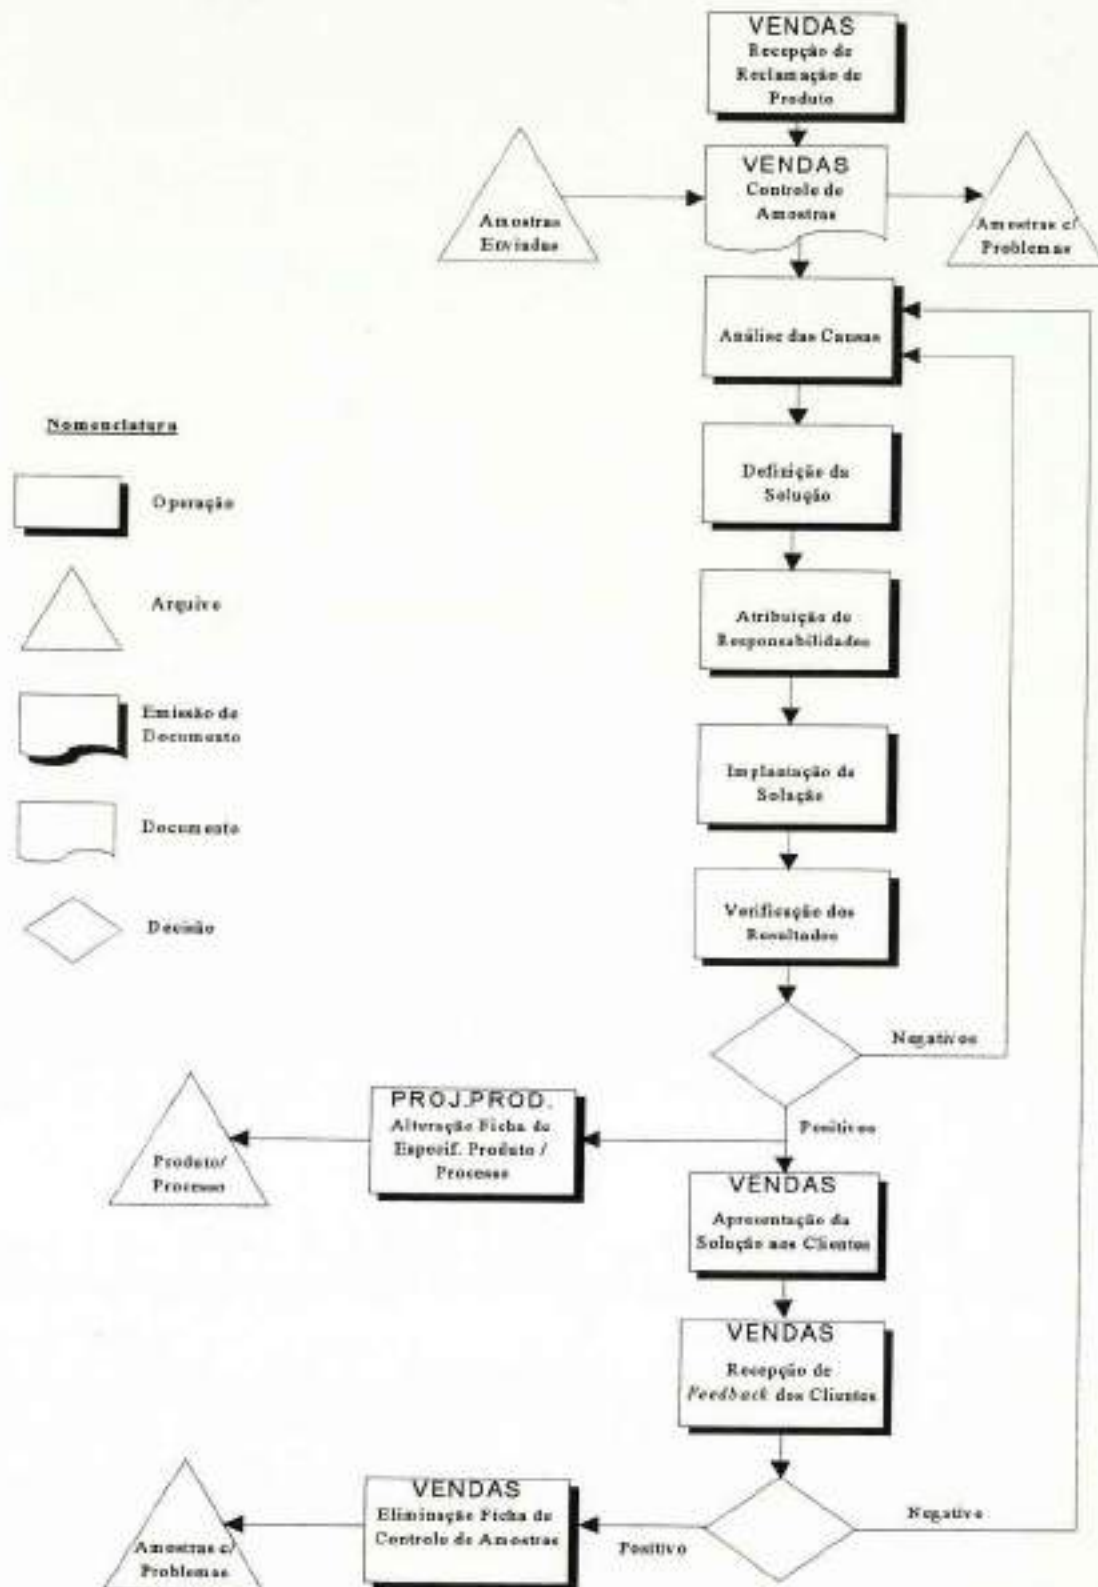 VENDAS
Recepção de
Reclamação de
Produto
VENDAS
Controle de
Amostras
Amostras
Enviadas
Amostras c/
Problemas
Análise das Causas
Nomenclatura
Operação
Arquivo
Emissão de
Documento
Documento
Decisão
Definição da
Solução
Atribuição de
Responsabilidades
Implantação da
Solução
Verificação dos
Resultados
Negativos
Positivos
PROJ.PROD.
Alteração Ficha de
Especif. Produto /
Processo
Produto/
Processo
VENDAS
Apresentação da
Solução aos Clientes
VENDAS
Recepção de
Feedback dos Clientes
Negativo
Positivo
VENDAS
Eliminação Ficha de
Controle de Amostras
Amostras c/
Problemas